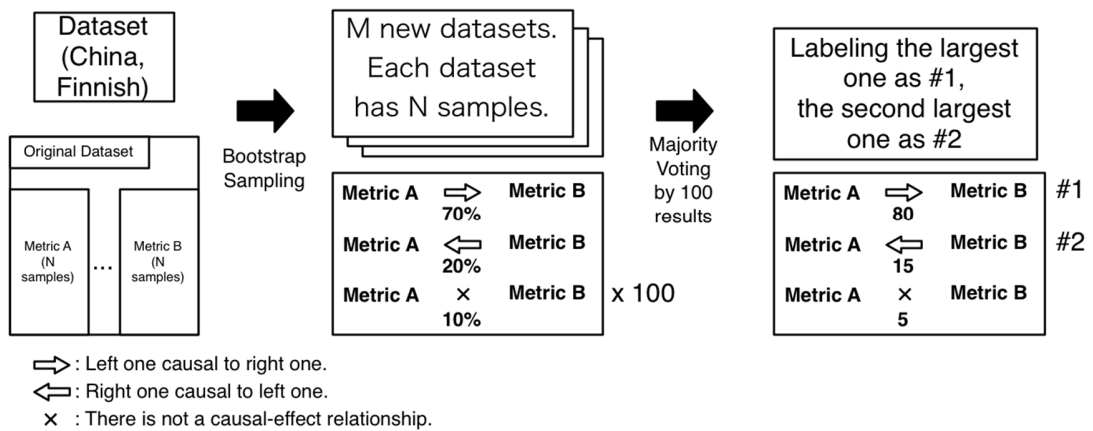 Dataset
(China,
Finnish)
Original Dataset
Metric A
(N
samples)
...
Metric B
(N
samples)
Bootstrap
Sampling
M new datasets.
Each dataset
has N samples.
Metric A ⇨ Metric B
70%
Metric A ⇦ Metric B
20%
Metric A × Metric B
10%
x 100
Majority
Voting
by 100
results
Labeling the largest
one as #1,
the second largest
one as #2
Metric A ⇨ Metric B #1
80
Metric A ⇦ Metric B #2
15
Metric A × Metric B
5
⇨ : Left one causal to right one.
⇦ : Right one causal to left one.
× : There is not a causal-effect relationship.